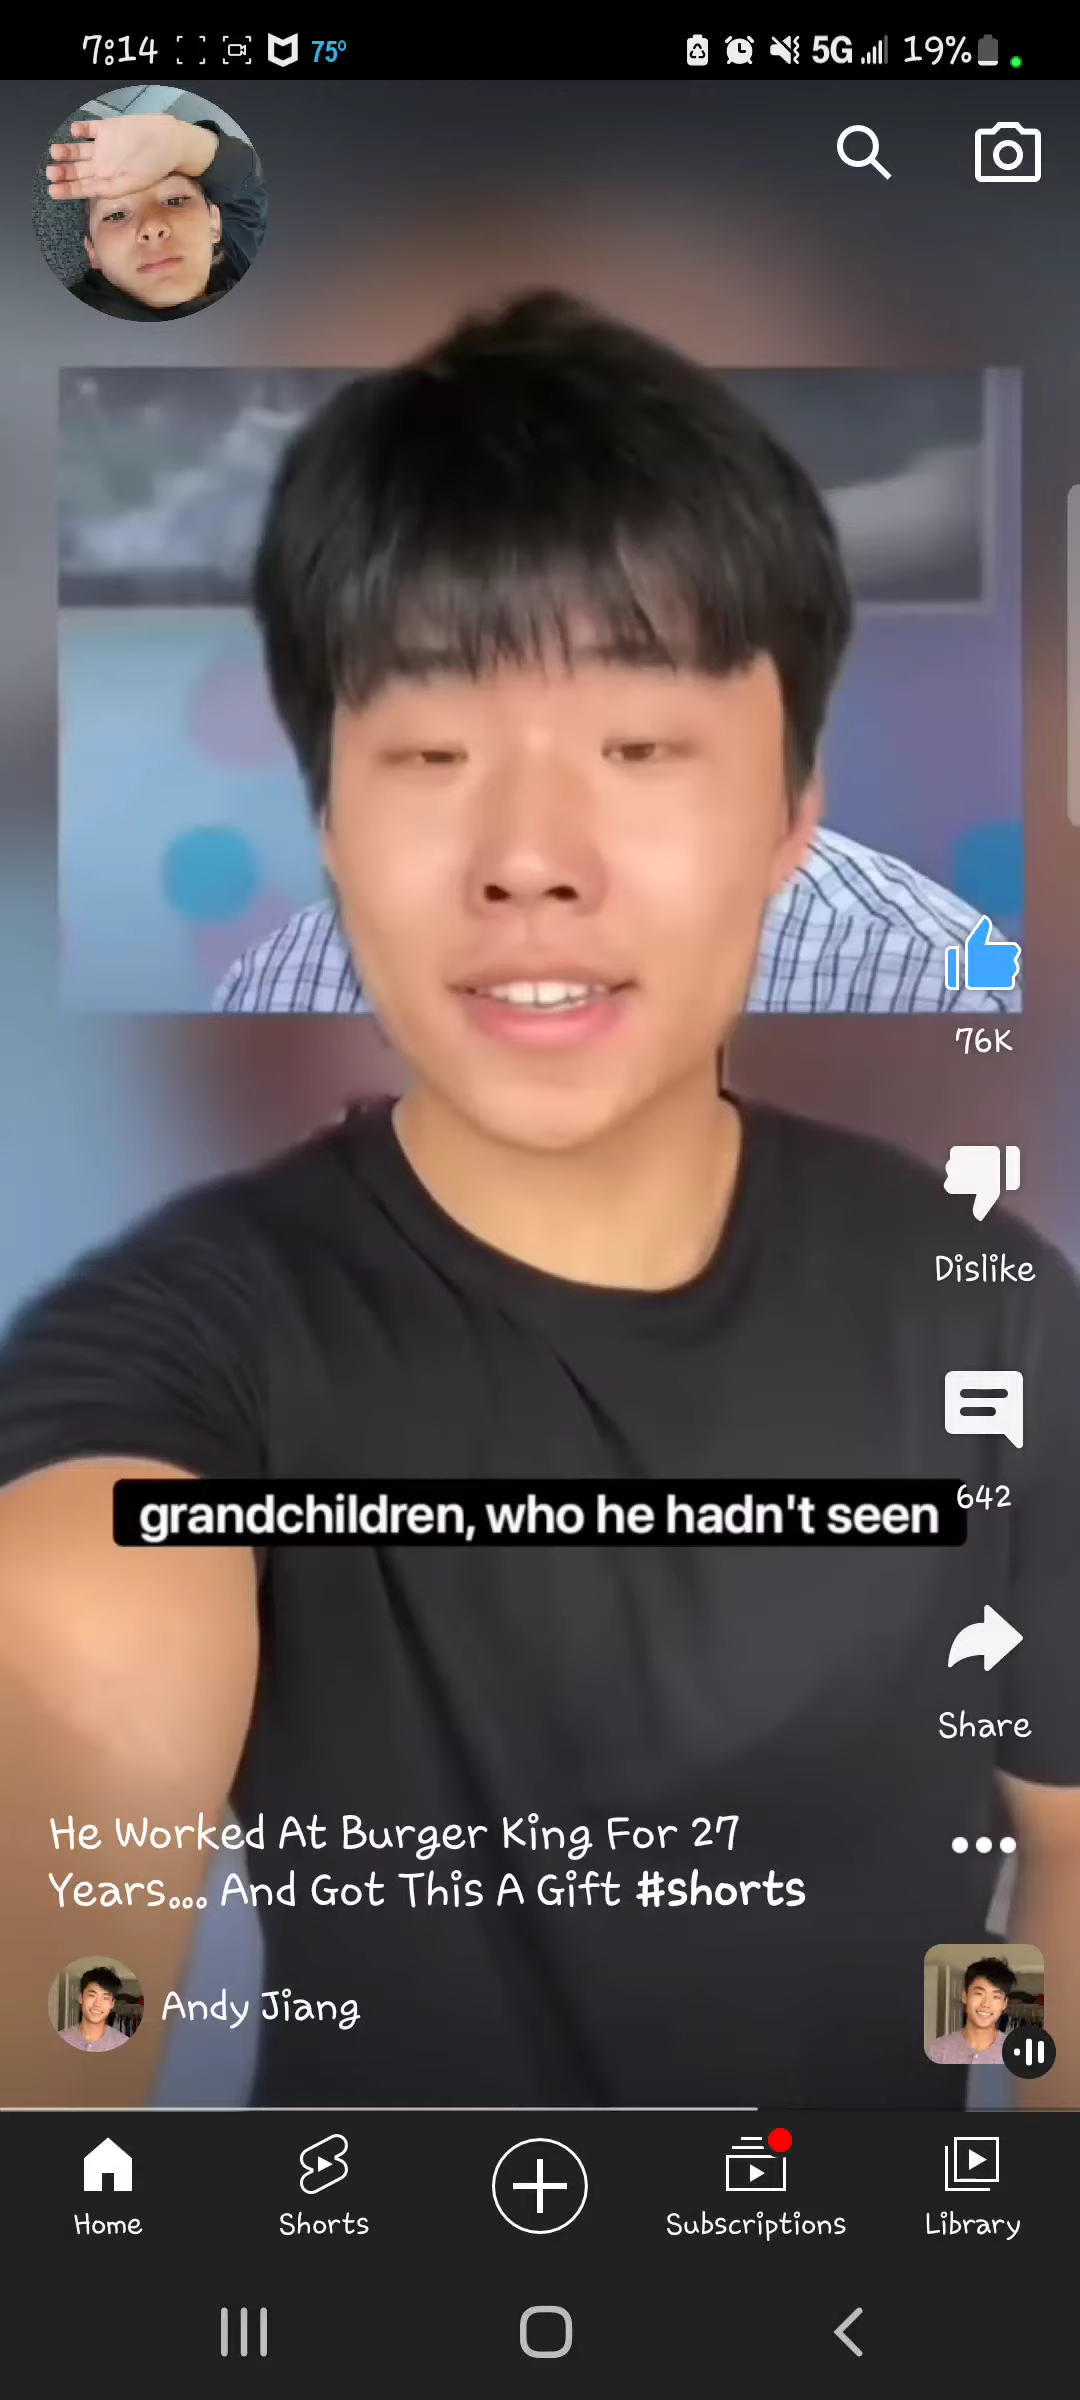 7:14 75° 5G 19%
76K
Dislike
grandchildren, who he hadn't seen
642
Share
He Worked At Burger King For 27
Years... And Got This A Gift #shorts
Andy Jiang
Home Shorts Subscriptions Library